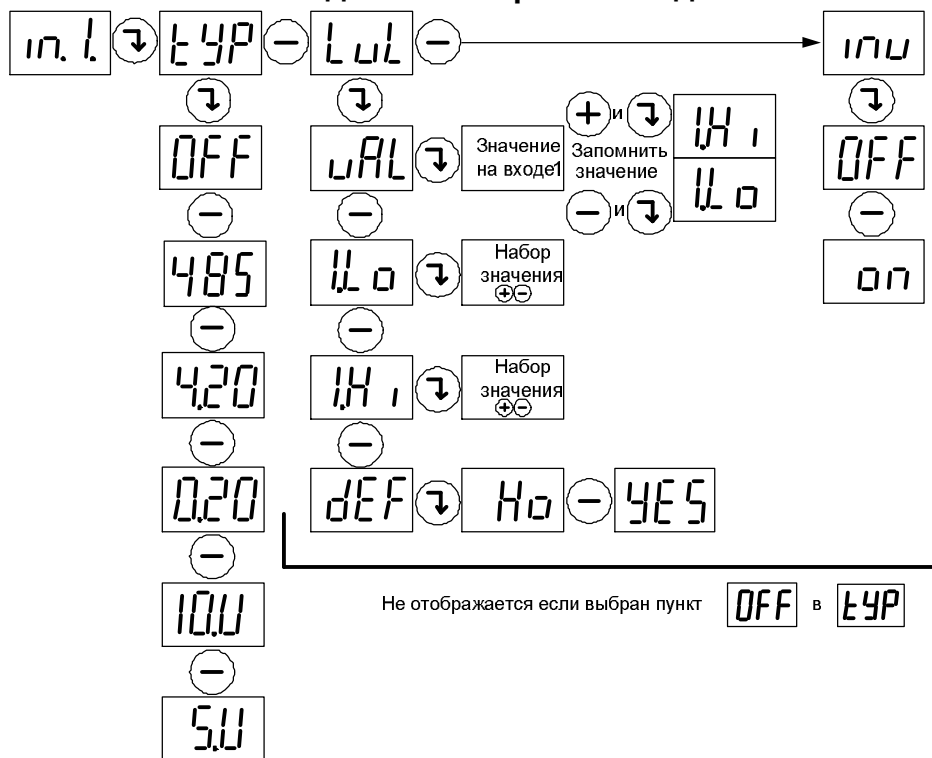 in. 1. tYP LuL inu
OFF uAL Значение на входе1 + и Запомнить значение - и 1.Hi 1.Lo OFF
485 1.Lo Набор значения on
4.20 1.Hi Набор значения
0.20 dEF Ho YES
10.U Не отображается если выбран пункт OFF в tYP
5.U